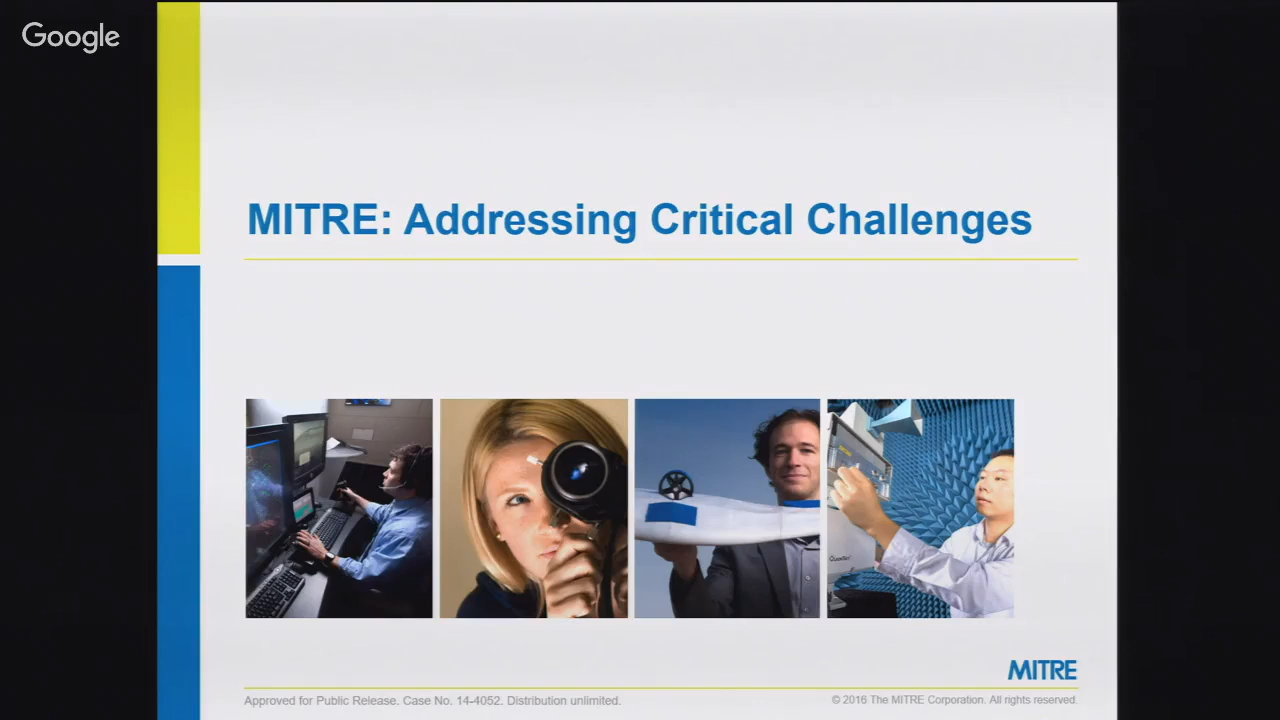 Google
MITRE: Addressing Critical Challenges
MITRE
Approved for Public Release. Case No. 14-4052. Distribution unlimited.
© 2016 The MITRE Corporation. All rights reserved.